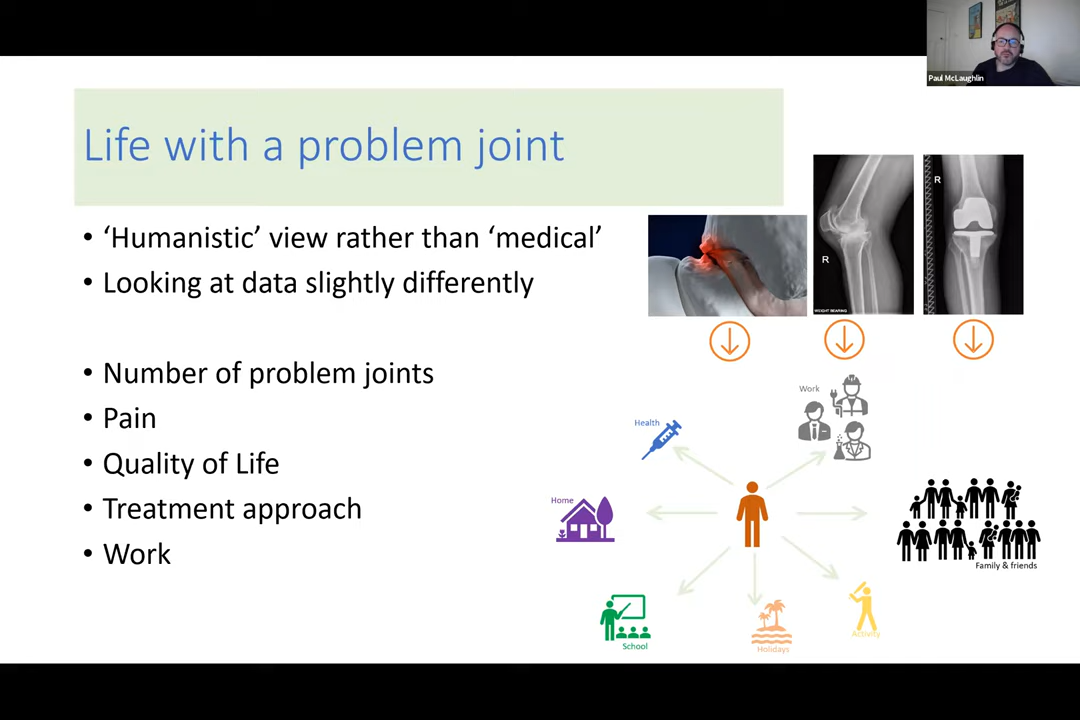 Paul McLaughlin
Life with a problem joint
• ‘Humanistic’ view rather than ‘medical’
• Looking at data slightly differently
• Number of problem joints
• Pain
• Quality of Life
• Treatment approach
• Work
R
R
WEIGHT BEARING
Work
Health
Home
Family & friends
Activity
School
Holidays